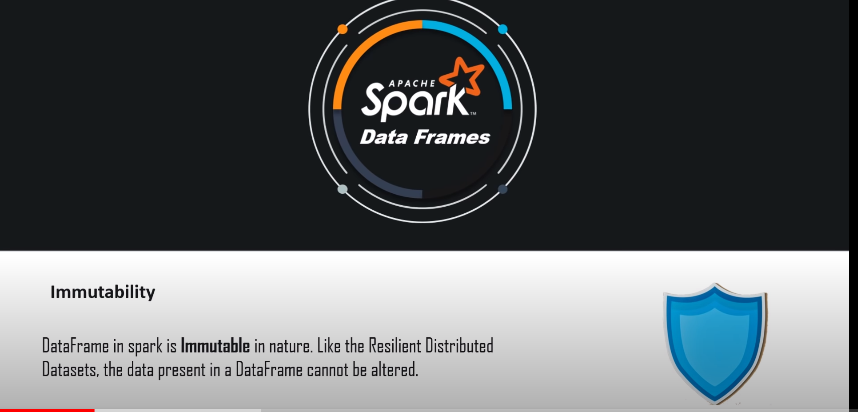 APACHE
Spark™
Data Frames
Immutability
DataFrame in spark is Immutable in nature. Like the Resilient Distributed
Datasets, the data present in a DataFrame cannot be altered.